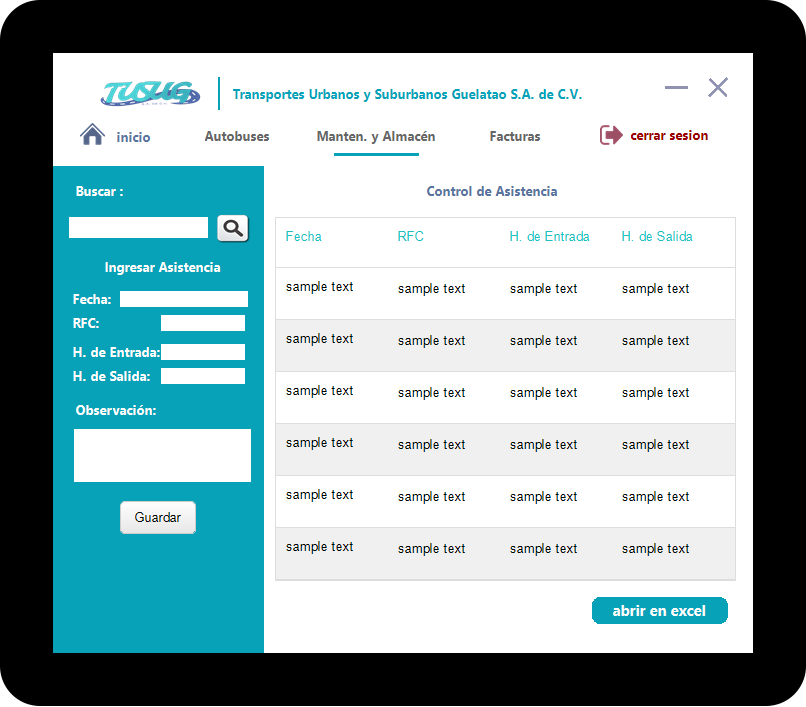 TUSUG
Transportes Urbanos y Suburbanos Guelatao S.A. de C.V.
inicio
Autobuses
Manten. y Almacén
Facturas
cerrar sesion
Buscar :
Ingresar Asistencia
Fecha:
RFC:
H. de Entrada:
H. de Salida:
Observación:
Guardar
Control de Asistencia
Fecha RFC H. de Entrada H. de Salida
sample text sample text sample text sample text
sample text sample text sample text sample text
sample text sample text sample text sample text
sample text sample text sample text sample text
sample text sample text sample text sample text
sample text sample text sample text sample text
abrir en excel